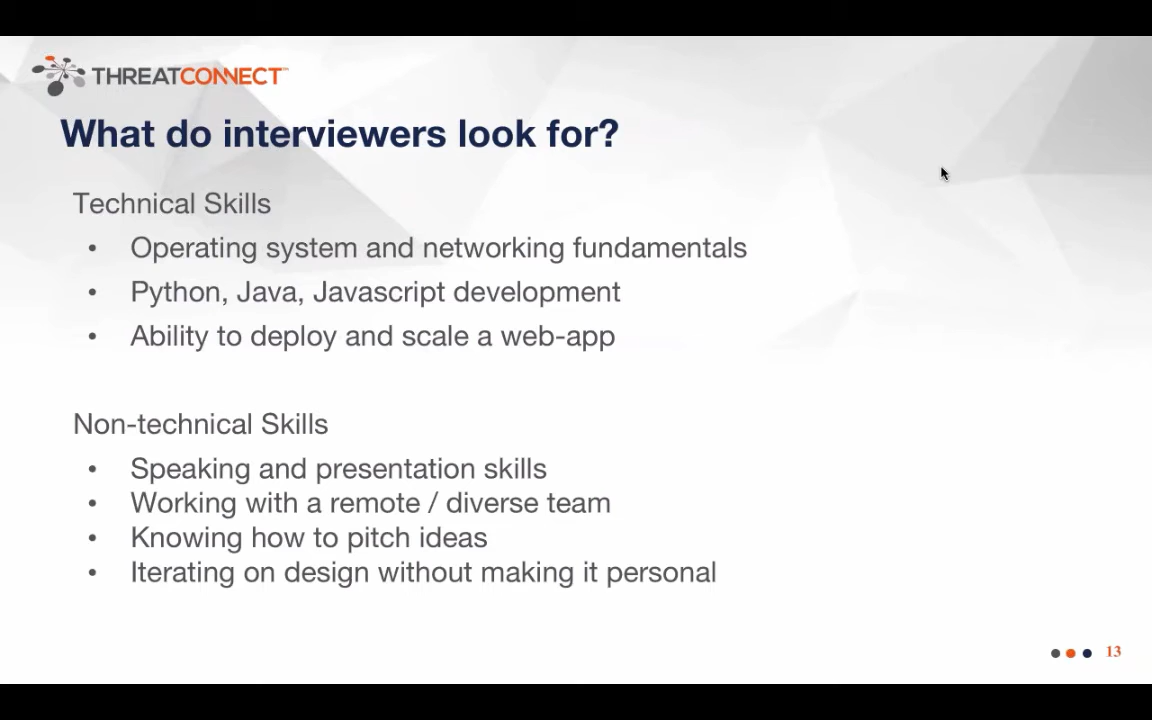 THREATCONNECT™
What do interviewers look for?
Technical Skills
• Operating system and networking fundamentals
• Python, Java, Javascript development
• Ability to deploy and scale a web-app
Non-technical Skills
• Speaking and presentation skills
• Working with a remote / diverse team
• Knowing how to pitch ideas
• Iterating on design without making it personal
13